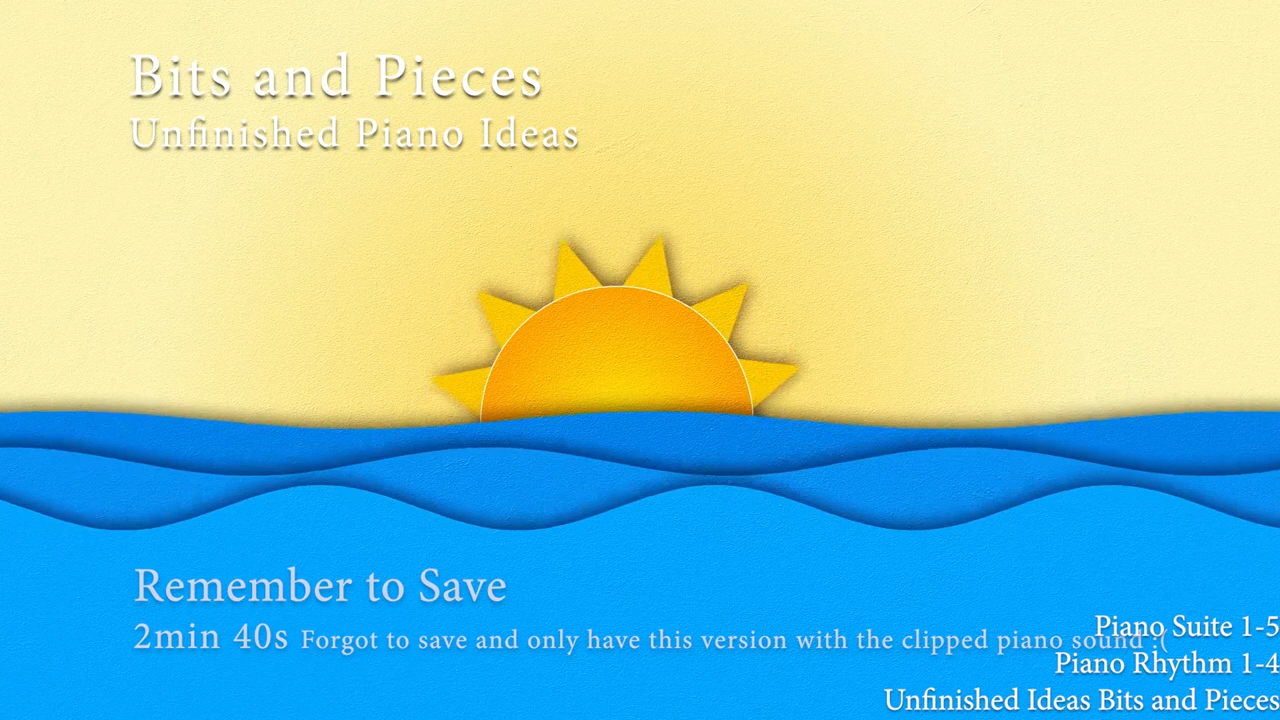 Bits and Pieces
Unfinished Piano Ideas
Remember to Save
2min 40s Forgot to save and only have this version with the clipped piano sound :(
Piano Suite 1-5
Piano Rhythm 1-4
Unfinished Ideas Bits and Pieces